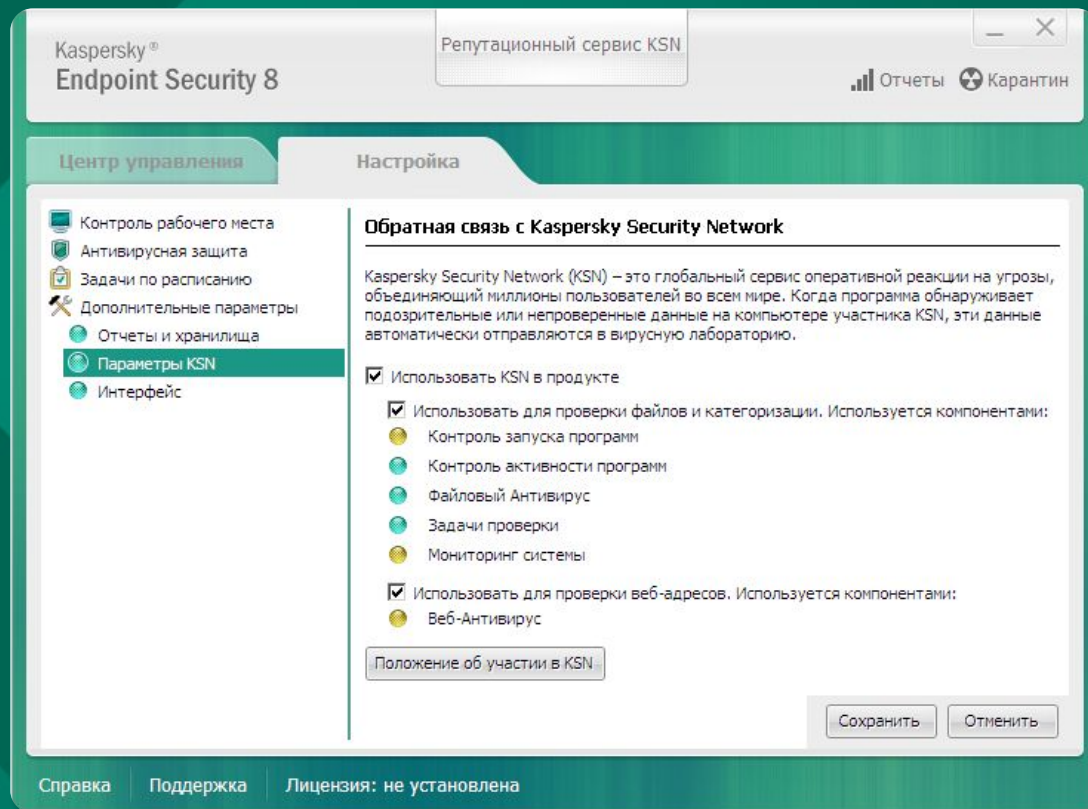 Kaspersky®
Endpoint Security 8
Репутационный сервис KSN
Отчеты
Карантин
Центр управления
Настройка
Контроль рабочего места
Антивирусная защита
Задачи по расписанию
Дополнительные параметры
Отчеты и хранилища
Параметры KSN
Интерфейс
Обратная связь с Kaspersky Security Network
Kaspersky Security Network (KSN) – это глобальный сервис оперативной реакции на угрозы,
объединяющий миллионы пользователей во всем мире. Когда программа обнаруживает
подозрительные или непроверенные данные на компьютере участника KSN, эти данные
автоматически отправляются в вирусную лабораторию.
Использовать KSN в продукте
Использовать для проверки файлов и категоризации. Используется компонентами:
Контроль запуска программ
Контроль активности программ
Файловый Антивирус
Задачи проверки
Мониторинг системы
Использовать для проверки веб-адресов. Используется компонентами:
Веб-Антивирус
Положение об участии в KSN
Сохранить
Отменить
Справка
Поддержка
Лицензия: не установлена